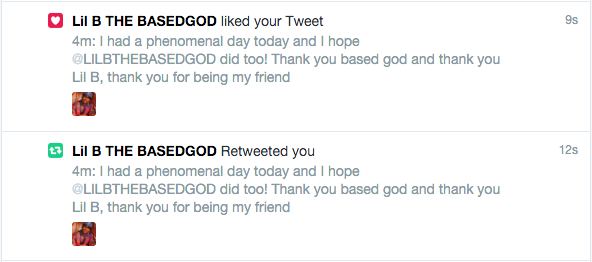 Lil B THE BASEDGOD liked your Tweet 9s
4m: I had a phenomenal day today and I hope
@LILBTHEBASEDGOD did too! Thank you based god and thank you
Lil B, thank you for being my friend
Lil B THE BASEDGOD Retweeted you 12s
4m: I had a phenomenal day today and I hope
@LILBTHEBASEDGOD did too! Thank you based god and thank you
Lil B, thank you for being my friend